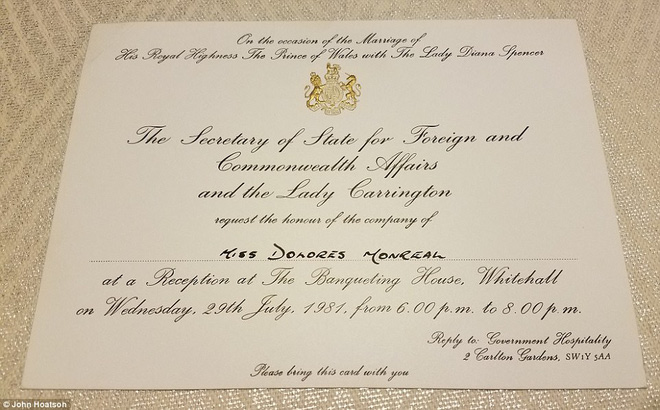 On the occasion of the Marriage of
His Royal Highness The Prince of Wales with The Lady Diana Spencer
The Secretary of State for Foreign and
Commonwealth Affairs
and the Lady Carrington
request the honour of the company of
MISS DOLORES MONREAL
at a Reception at The Banqueting House, Whitehall
on Wednesday, 29th July, 1981, from 6.00 p.m. to 8.00 p.m.
Reply to: Government Hospitality
2 Carlton Gardens, SW1Y 5AA
Please bring this card with you
© John Hoatson